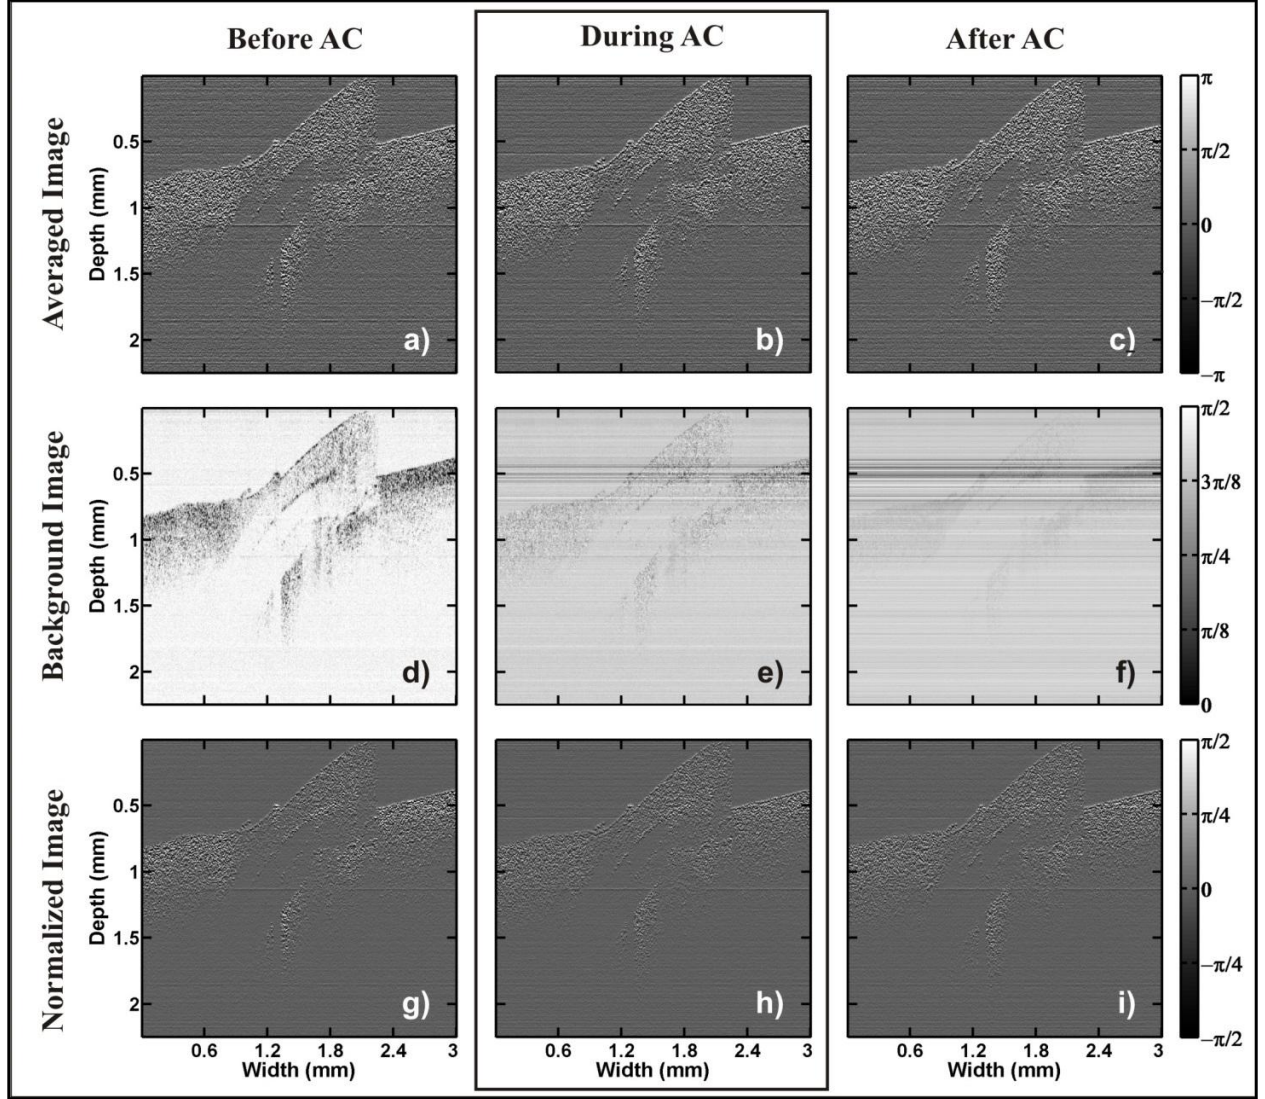 Before AC
During AC
After AC
Averaged Image
Depth (mm)
0.5
1
1.5
2
a)
b)
c)
π
π/2
0
−π/2
−π
Background Image
Depth (mm)
0.5
1
1.5
2
d)
e)
f)
π/2
3π/8
π/4
π/8
0
Normalized Image
Depth (mm)
0.5
1
1.5
2
g)
h)
i)
π/2
π/4
0
−π/4
−π/2
0.6 1.2 1.8 2.4 3
Width (mm)
0.6 1.2 1.8 2.4 3
Width (mm)
0.6 1.2 1.8 2.4 3
Width (mm)